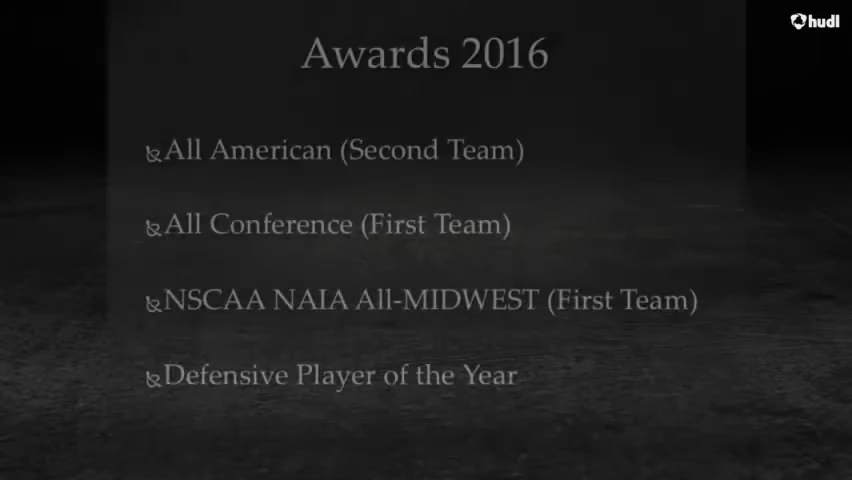 hudl
Awards 2016
All American (Second Team)
All Conference (First Team)
NSCAA NAIA All-MIDWEST (First Team)
Defensive Player of the Year